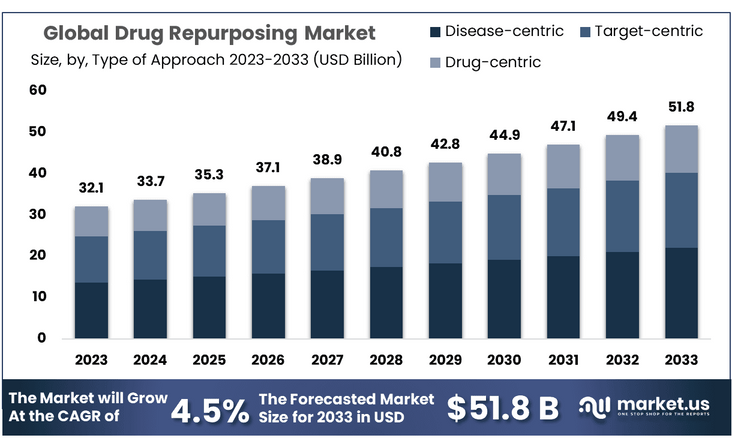 Global Drug Repurposing Market
Size, by, Type of Approach 2023-2033 (USD Billion)
Disease-centric
Target-centric
Drug-centric
60
50
40
30
20
10
0
32.1
33.7
35.3
37.1
38.9
40.8
42.8
44.9
47.1
49.4
51.8
2023
2024
2025
2026
2027
2028
2029
2030
2031
2032
2033
The Market will Grow
At the CAGR of
4.5%
The Forecasted Market
Size for 2033 in USD
$51.8 B
market.us
ONE STOP SHOP FOR THE REPORTS